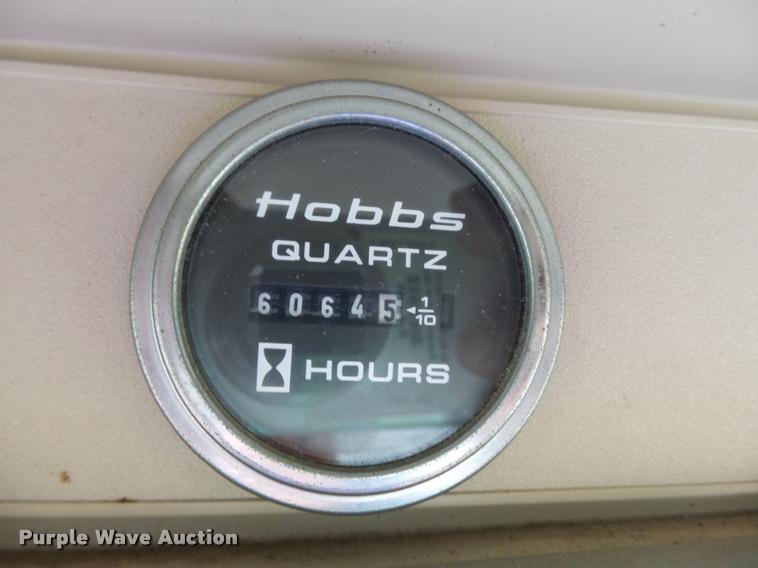 Hobbs
QUARTZ
60645 ◄1/10
HOURS
Purple Wave Auction